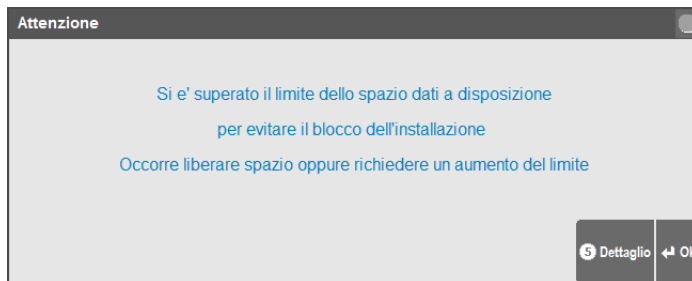 Attenzione
Si e' superato il limite dello spazio dati a disposizione
per evitare il blocco dell'installazione
Occorre liberare spazio oppure richiedere un aumento del limite
5 Dettaglio